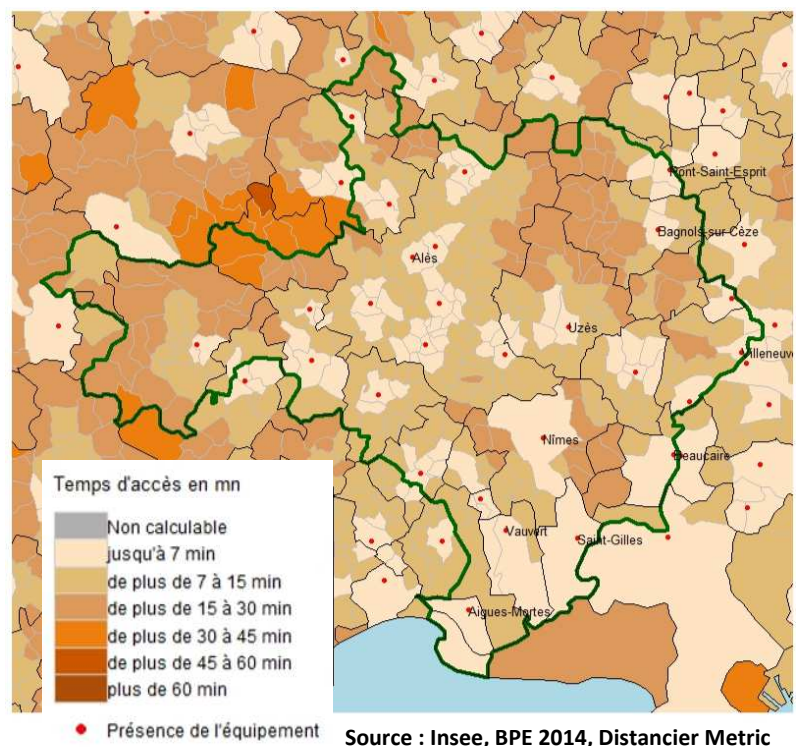 Pont-Saint-Esprit
Bagnols-sur-Cèze
Alès
Uzès
Villeneuve
Nîmes
Beaucaire
Vauvert
Saint-Gilles
Aigues-Mortes
Temps d'accès en mn
Non calculable
jusqu'à 7 min
de plus de 7 à 15 min
de plus de 15 à 30 min
de plus de 30 à 45 min
de plus de 45 à 60 min
plus de 60 min
Présence de l'équipement
Source : Insee, BPE 2014, Distancier Metric